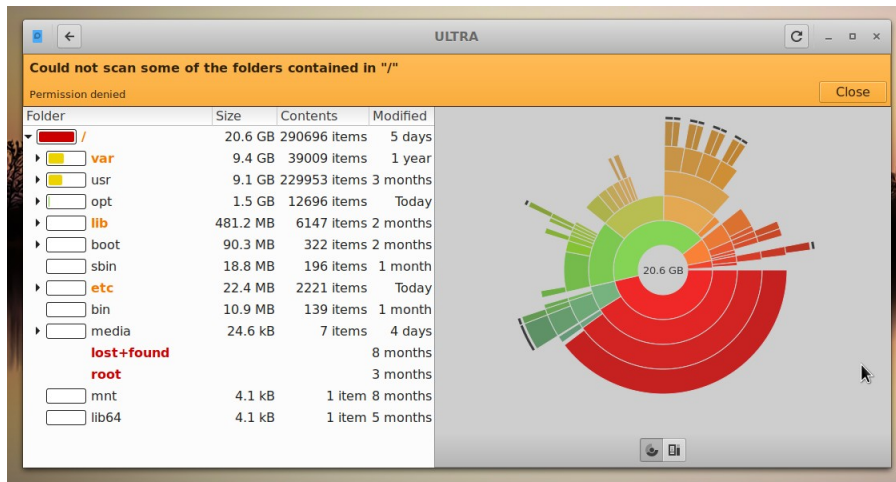 ULTRA
Could not scan some of the folders contained in "/"
Permission denied
Close
Folder Size Contents Modified
/ 20.6 GB 290696 items 5 days
var 9.4 GB 39009 items 1 year
usr 9.1 GB 229953 items 3 months
opt 1.5 GB 12696 items Today
lib 481.2 MB 6147 items 2 months
boot 90.3 MB 322 items 2 months
sbin 18.8 MB 196 items 1 month
etc 22.4 MB 2221 items Today
bin 10.9 MB 139 items 1 month
media 24.6 kB 7 items 4 days
lost+found 8 months
root 3 months
mnt 4.1 kB 1 item 8 months
lib64 4.1 kB 1 item 5 months
20.6 GB